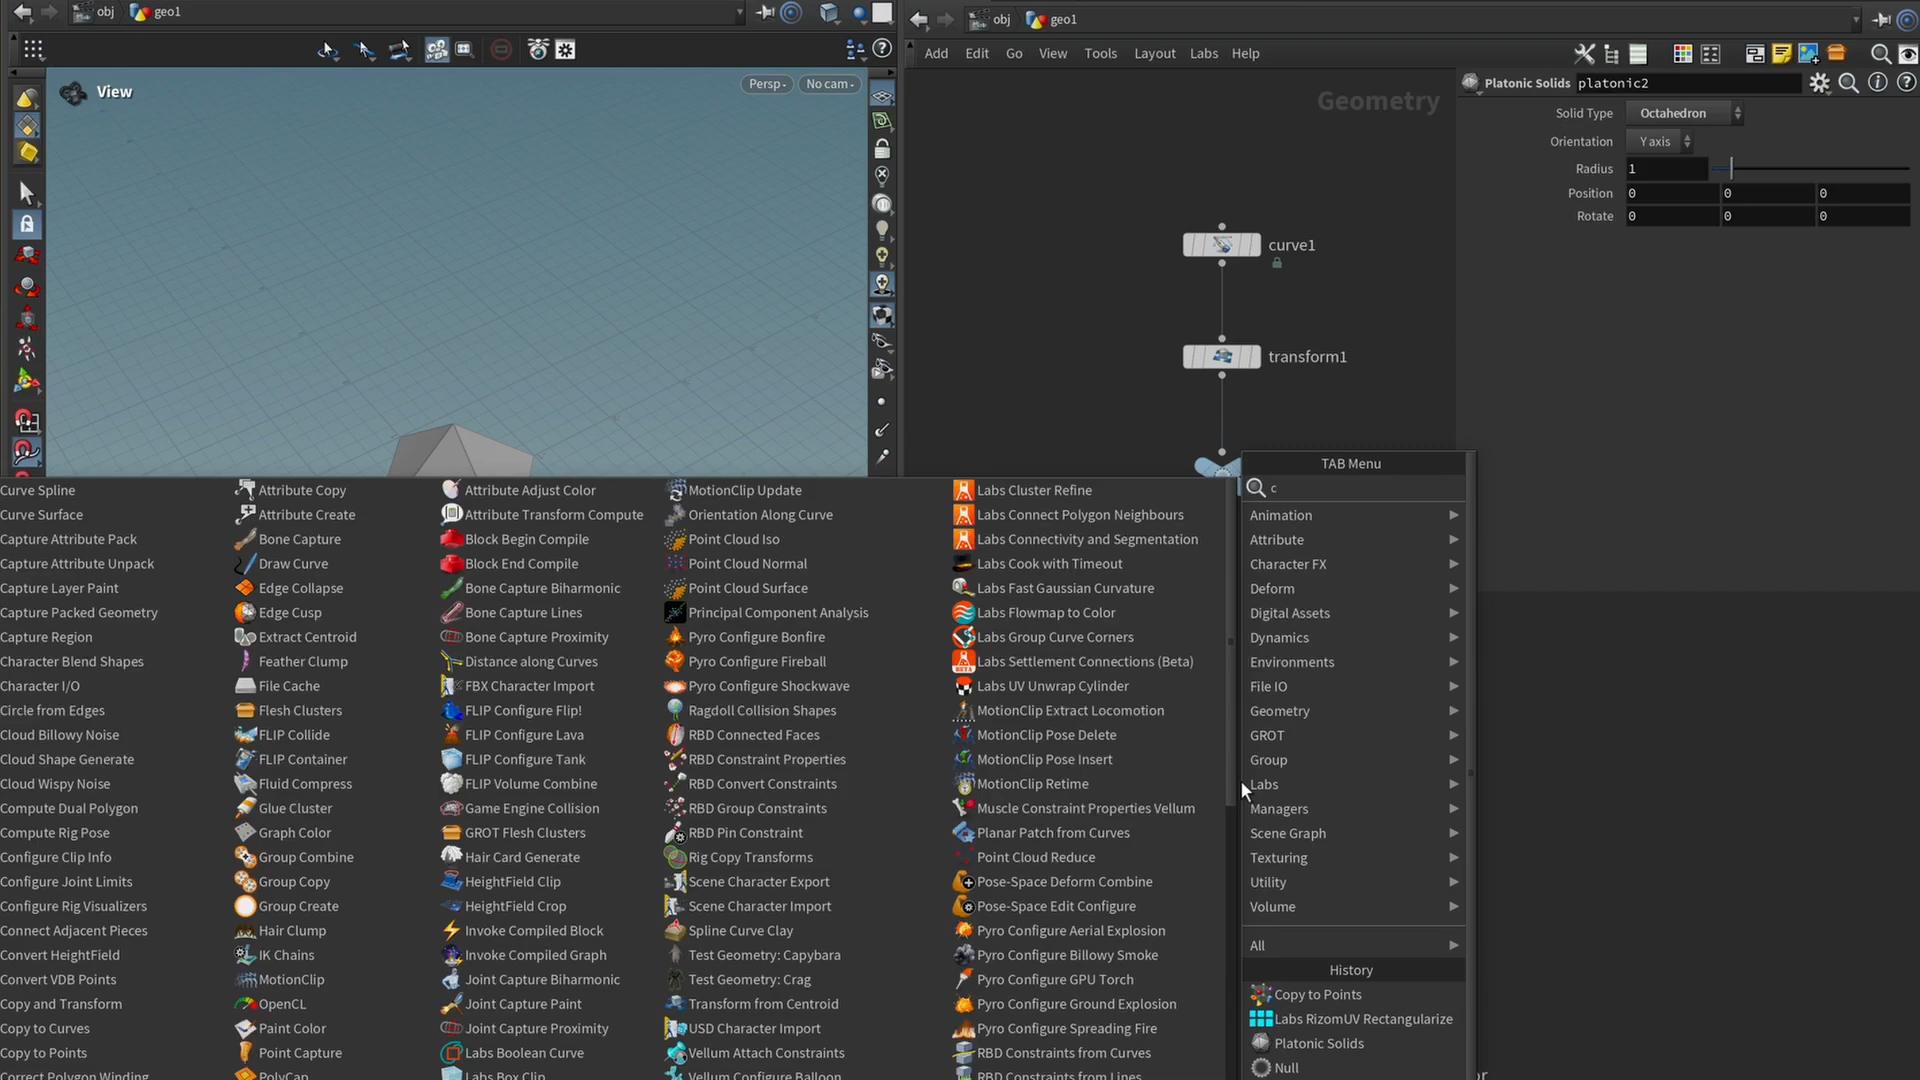 obj geo1
obj geo1
Add Edit Go View Tools Layout Labs Help
View
Persp
No cam
Geometry
Platonic Solids platonic2
Solid Type Octahedron
Orientation Y axis
Radius 1
Position 0 0 0
Rotate 0 0 0
curve1
transform1
TAB Menu
c
Animation
Attribute
Character FX
Deform
Digital Assets
Dynamics
Environments
File IO
Geometry
GROT
Group
Labs
Managers
Scene Graph
Texturing
Utility
Volume
All
History
Copy to Points
Labs RizomUV Rectangularize
Platonic Solids
Null
Curve Spline
Curve Surface
Capture Attribute Pack
Capture Attribute Unpack
Capture Layer Paint
Capture Packed Geometry
Capture Region
Character Blend Shapes
Character I/O
Circle from Edges
Cloud Billowy Noise
Cloud Shape Generate
Cloud Wispy Noise
Compute Dual Polygon
Compute Rig Pose
Configure Clip Info
Configure Joint Limits
Configure Rig Visualizers
Connect Adjacent Pieces
Convert HeightField
Convert VDB Points
Copy and Transform
Copy to Curves
Copy to Points
Correct Polygon Winding
Attribute Copy
Attribute Create
Bone Capture
Draw Curve
Edge Collapse
Edge Cusp
Extract Centroid
Feather Clump
File Cache
Flesh Clusters
FLIP Collide
FLIP Container
Fluid Compress
Glue Cluster
Graph Color
Group Combine
Group Copy
Group Create
Hair Clump
IK Chains
MotionClip
OpenCL
Paint Color
Point Capture
PolyCap
Attribute Adjust Color
Attribute Transform Compute
Block Begin Compile
Block End Compile
Bone Capture Biharmonic
Bone Capture Lines
Bone Capture Proximity
Distance along Curves
FBX Character Import
FLIP Configure Flip!
FLIP Configure Lava
FLIP Configure Tank
FLIP Volume Combine
Game Engine Collision
GROT Flesh Clusters
Hair Card Generate
HeightField Clip
HeightField Crop
Invoke Compiled Block
Invoke Compiled Graph
Joint Capture Biharmonic
Joint Capture Paint
Joint Capture Proximity
Labs Boolean Curve
Labs Box Clip
MotionClip Update
Orientation Along Curve
Point Cloud Iso
Point Cloud Normal
Point Cloud Surface
Principal Component Analysis
Pyro Configure Bonfire
Pyro Configure Fireball
Pyro Configure Shockwave
Ragdoll Collision Shapes
RBD Connected Faces
RBD Constraint Properties
RBD Convert Constraints
RBD Group Constraints
RBD Pin Constraint
Rig Copy Transforms
Scene Character Export
Scene Character Import
Spline Curve Clay
Test Geometry: Capybara
Test Geometry: Crag
Transform from Centroid
USD Character Import
Vellum Attach Constraints
Vellum Configure Balloon
Labs Cluster Refine
Labs Connect Polygon Neighbours
Labs Connectivity and Segmentation
Labs Cook with Timeout
Labs Fast Gaussian Curvature
Labs Flowmap to Color
Labs Group Curve Corners
Labs Settlement Connections (Beta)
Labs UV Unwrap Cylinder
MotionClip Extract Locomotion
MotionClip Pose Delete
MotionClip Pose Insert
MotionClip Retime
Muscle Constraint Properties Vellum
Planar Patch from Curves
Point Cloud Reduce
Pose-Space Deform Combine
Pose-Space Edit Configure
Pyro Configure Aerial Explosion
Pyro Configure Billowy Smoke
Pyro Configure GPU Torch
Pyro Configure Ground Explosion
Pyro Configure Spreading Fire
RBD Constraints from Curves
RBD Constraints from Lines